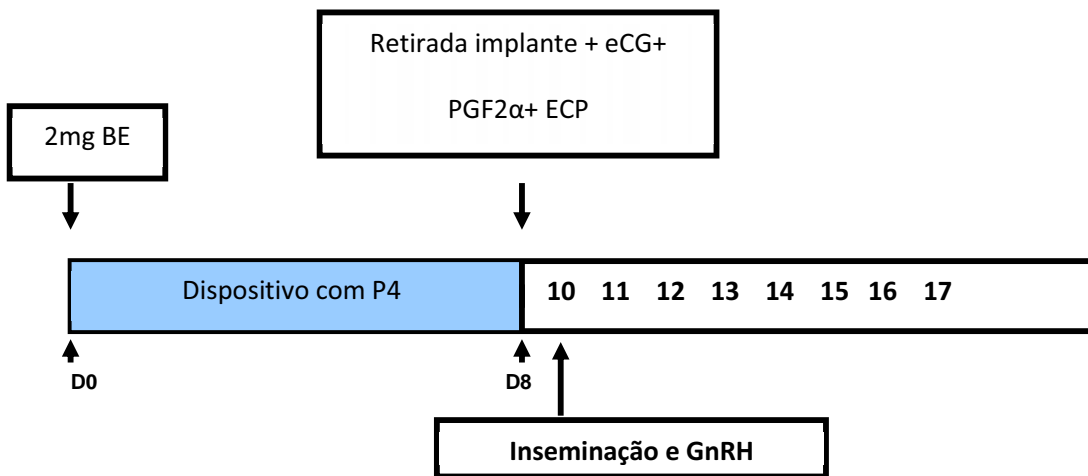 Retirada implante + eCG+
PGF2α+ ECP
2mg BE
Dispositivo com P4
10 11 12 13 14 15 16 17
D0
D8
Inseminação e GnRH